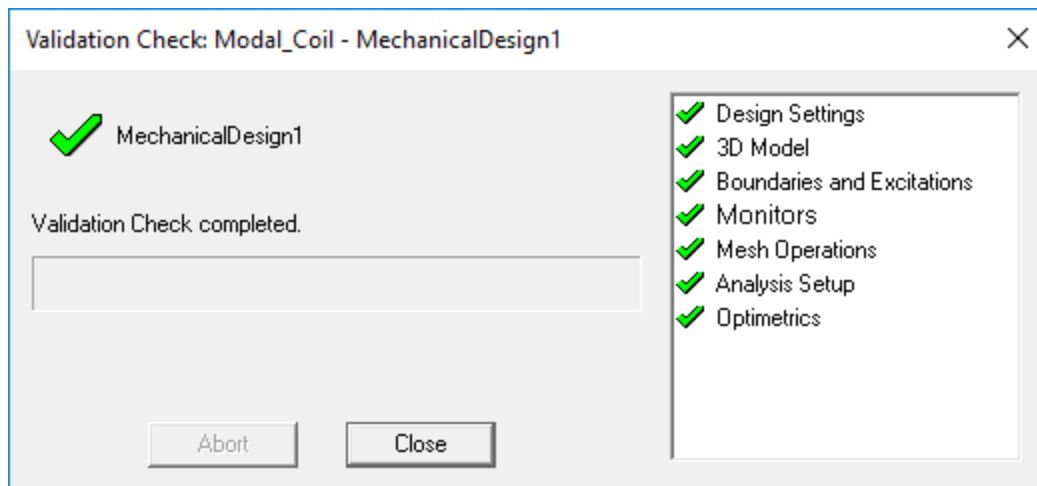 Validation Check: Modal_Coil - MechanicalDesign1
MechanicalDesign1
Validation Check completed.
Abort
Close
Design Settings
3D Model
Boundaries and Excitations
Monitors
Mesh Operations
Analysis Setup
Optimetrics